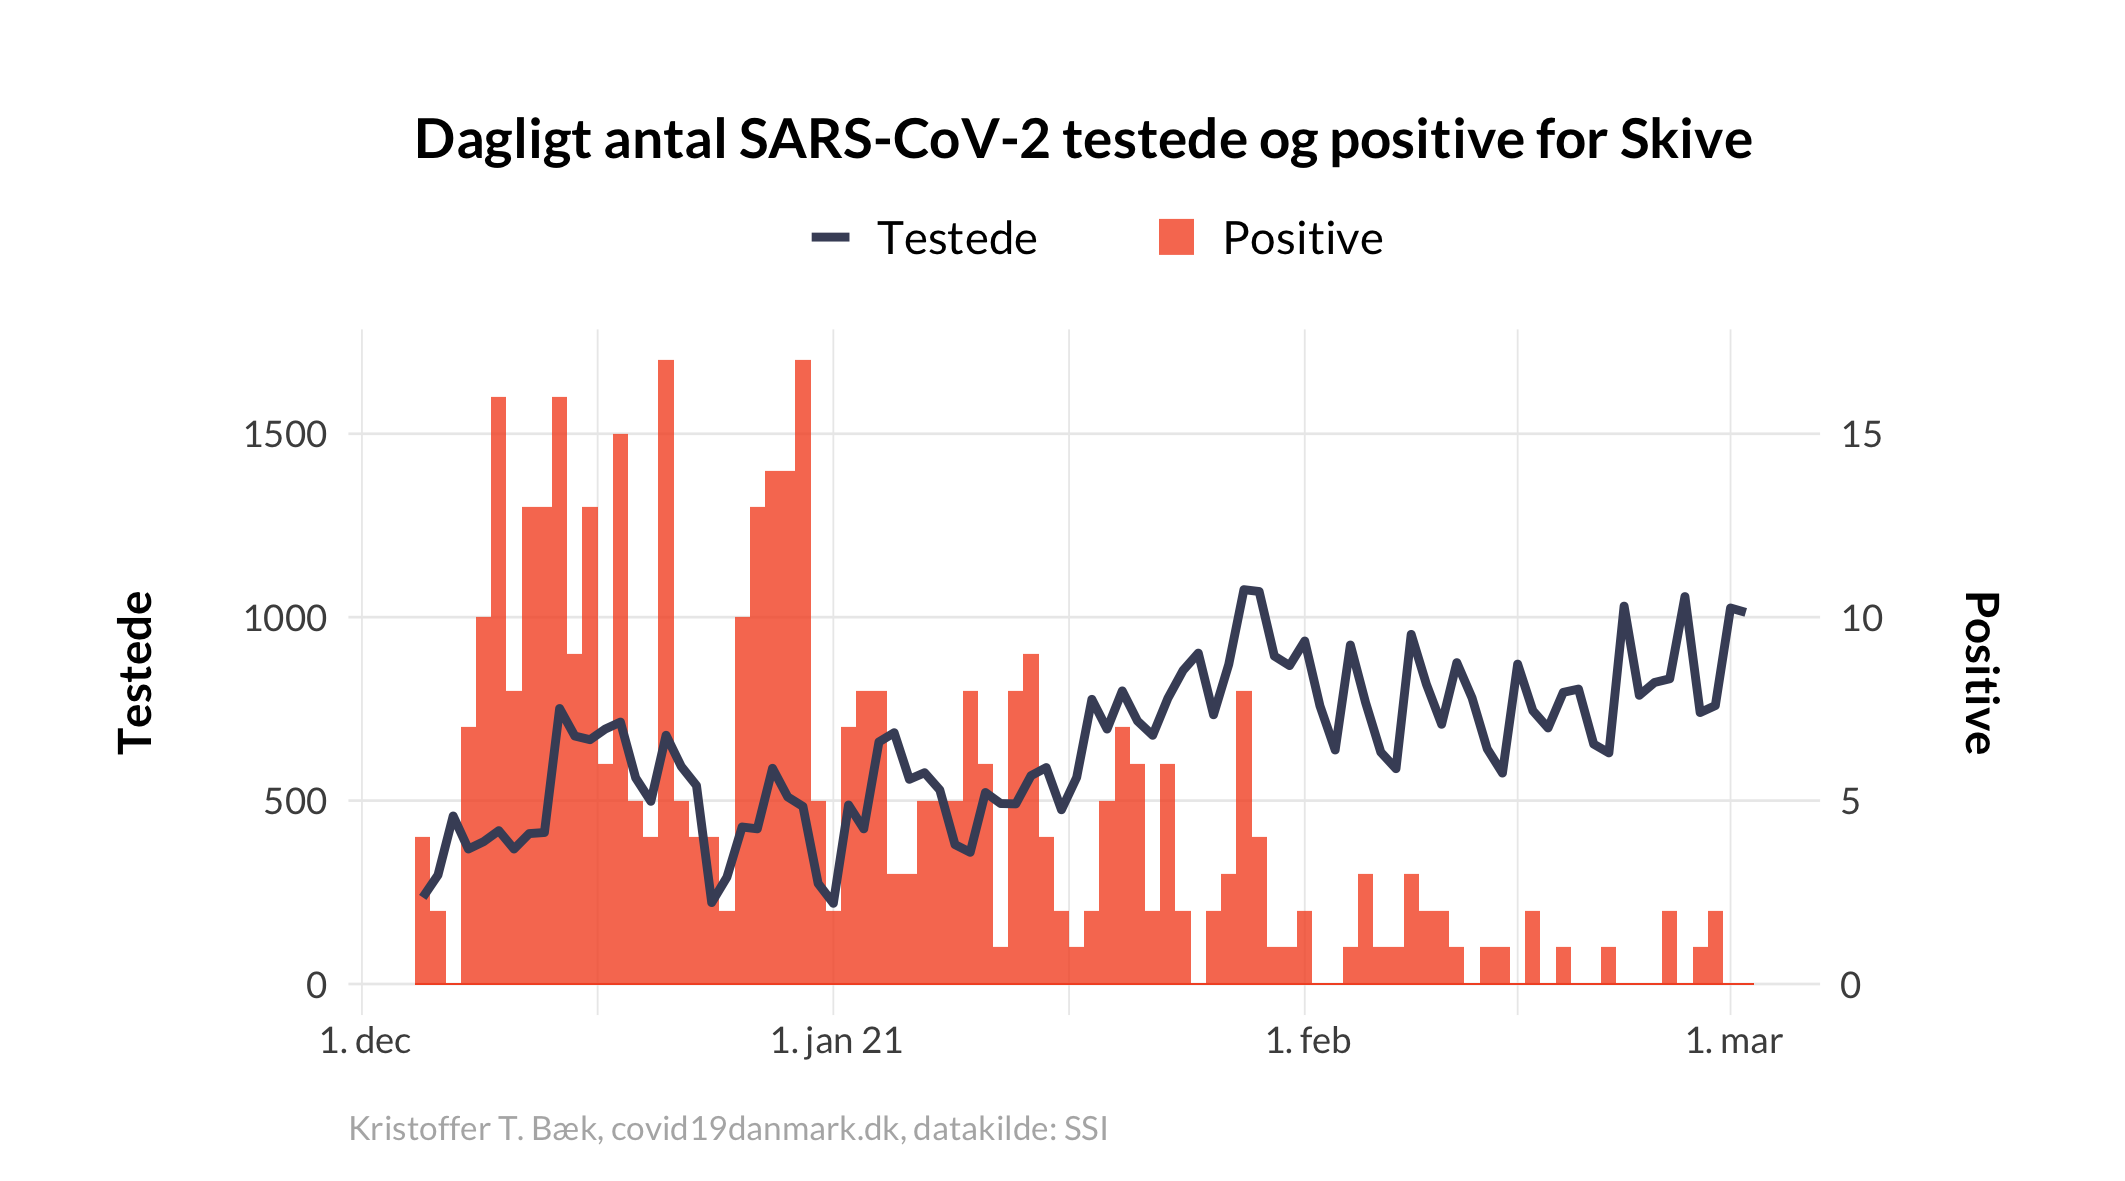 Dagligt antal SARS-CoV-2 testede og positive for Skive
Testede Positive
1500 15
1000 10
500 5
0 0
Testede
Positive
1. dec 1. jan 21 1. feb 1. mar
Kristoffer T. Bæk, covid19danmark.dk, datakilde: SSI